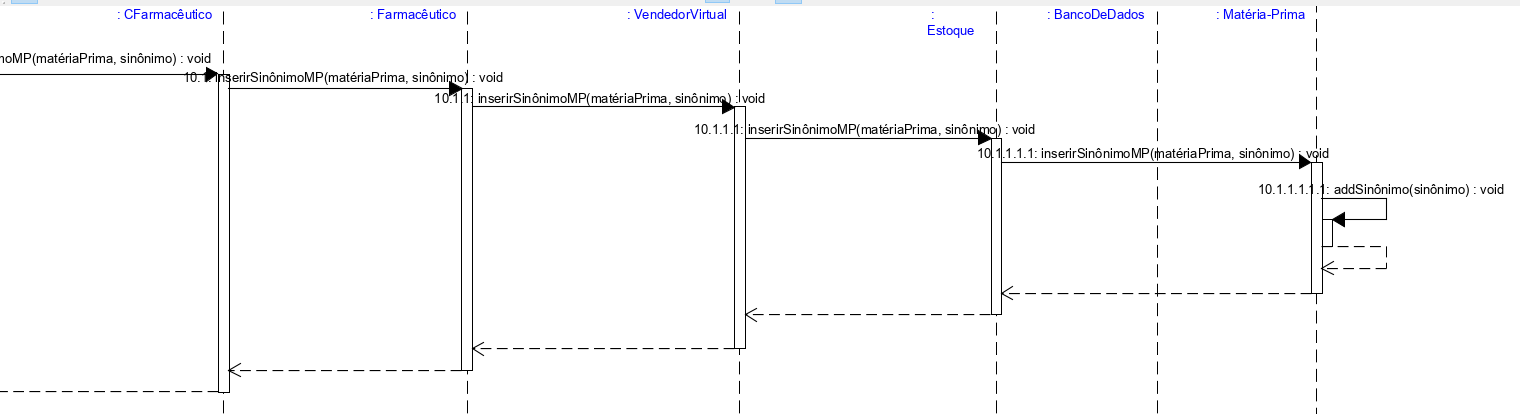 : CFarmacêutico
: Farmacêutico
: VendedorVirtual
:
Estoque
: BancoDeDados
: Matéria-Prima
moMP(matériaPrima, sinônimo) : void
10.1: inserirSinônimoMP(matériaPrima, sinônimo) : void
10.1.1: inserirSinônimoMP(matériaPrima, sinônimo) : void
10.1.1.1: inserirSinônimoMP(matériaPrima, sinônimo) : void
10.1.1.1.1: inserirSinônimoMP(matériaPrima, sinônimo) : void
10.1.1.1.1.1: addSinônimo(sinônimo) : void